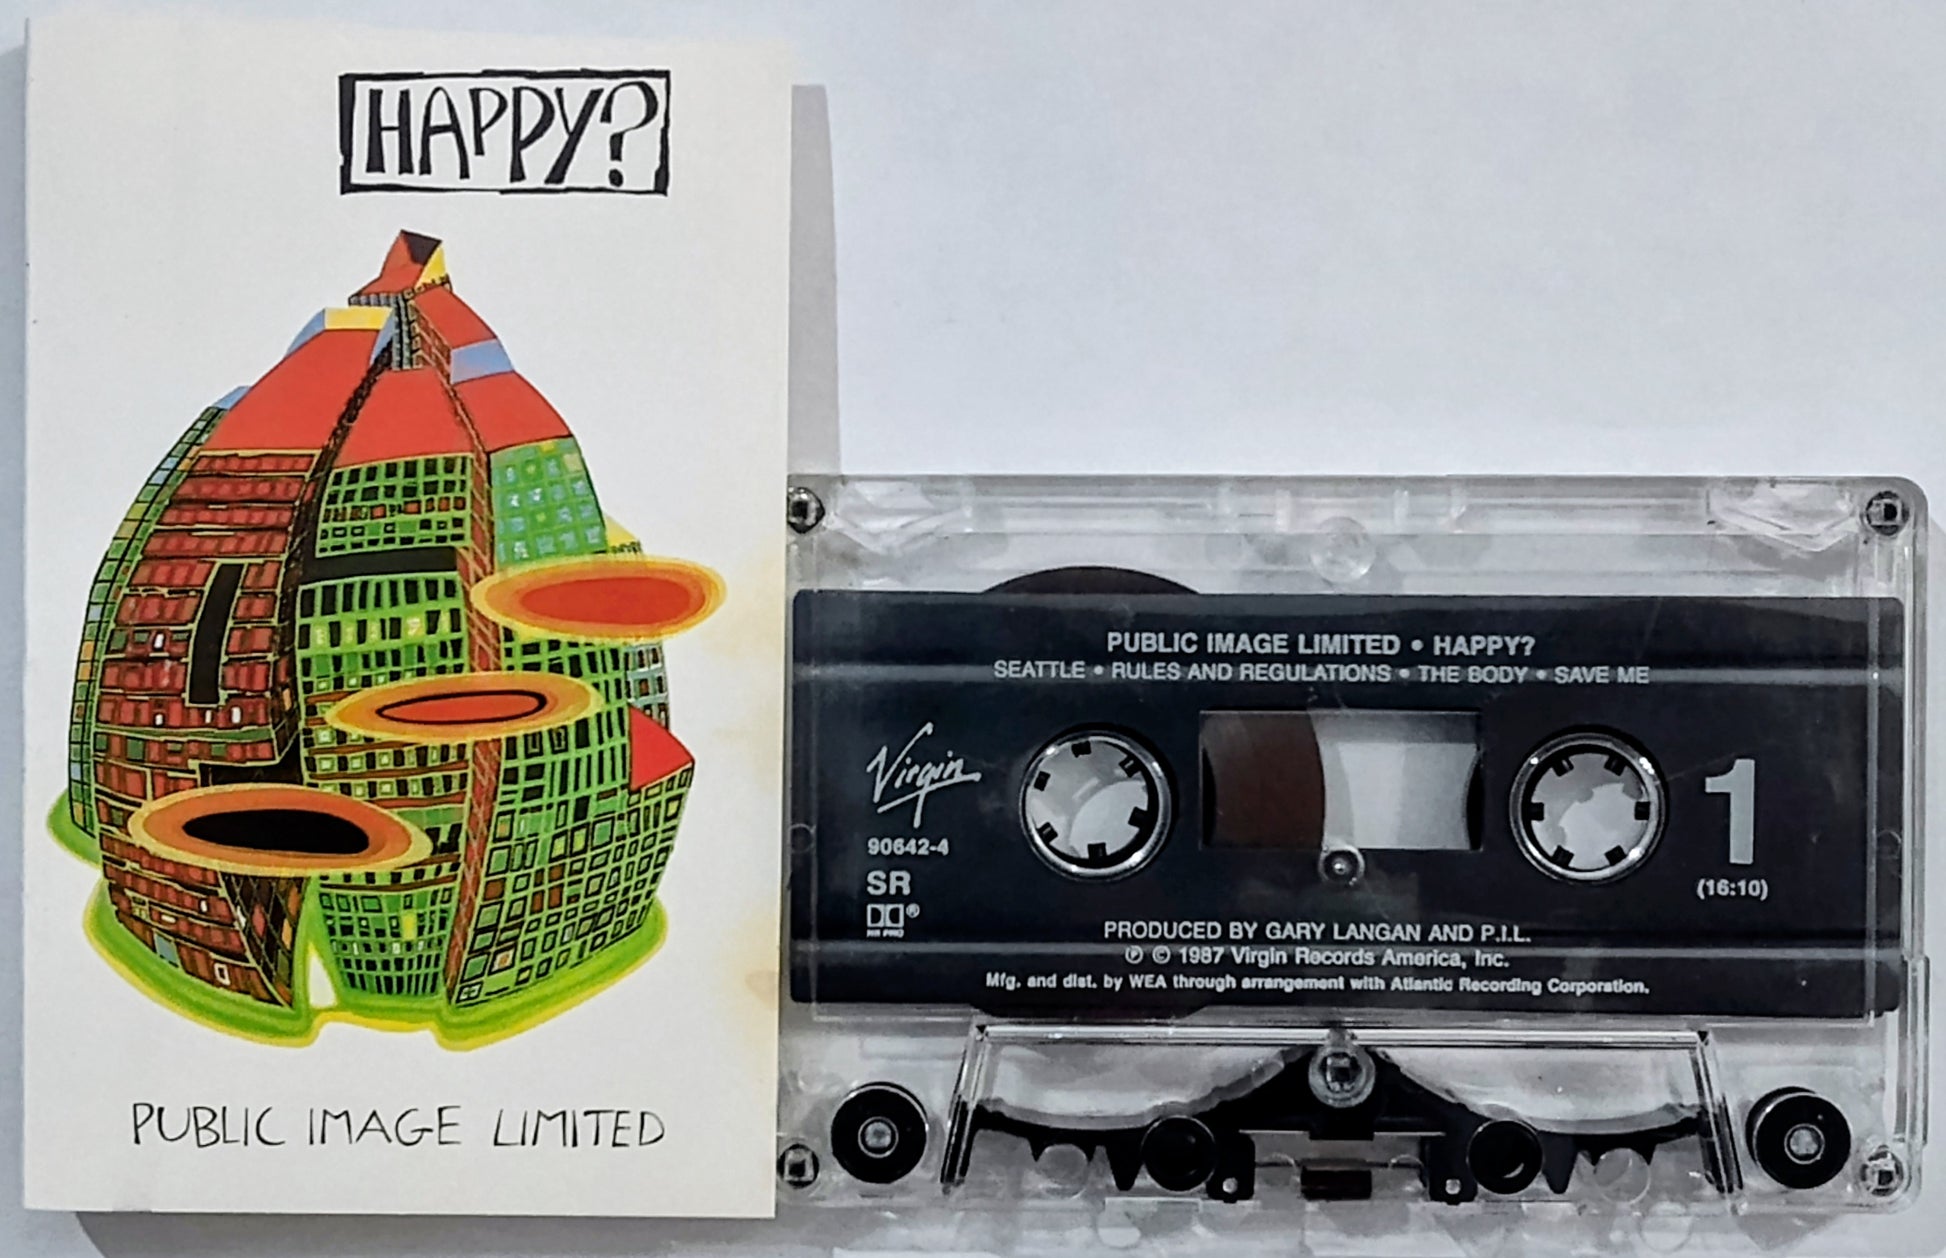 HAPPY?
PUBLIC IMAGE LIMITED
PUBLIC IMAGE LIMITED • HAPPY?
SEATTLE • RULES AND REGULATIONS • THE BODY • SAVE ME
Virgin
90642-4
SR
HX PRO
1
(16:10)
PRODUCED BY GARY LANGAN AND P.I.L.
℗ © 1987 Virgin Records America, Inc.
Mfg. and dist. by WEA through arrangement with Atlantic Recording Corporation.